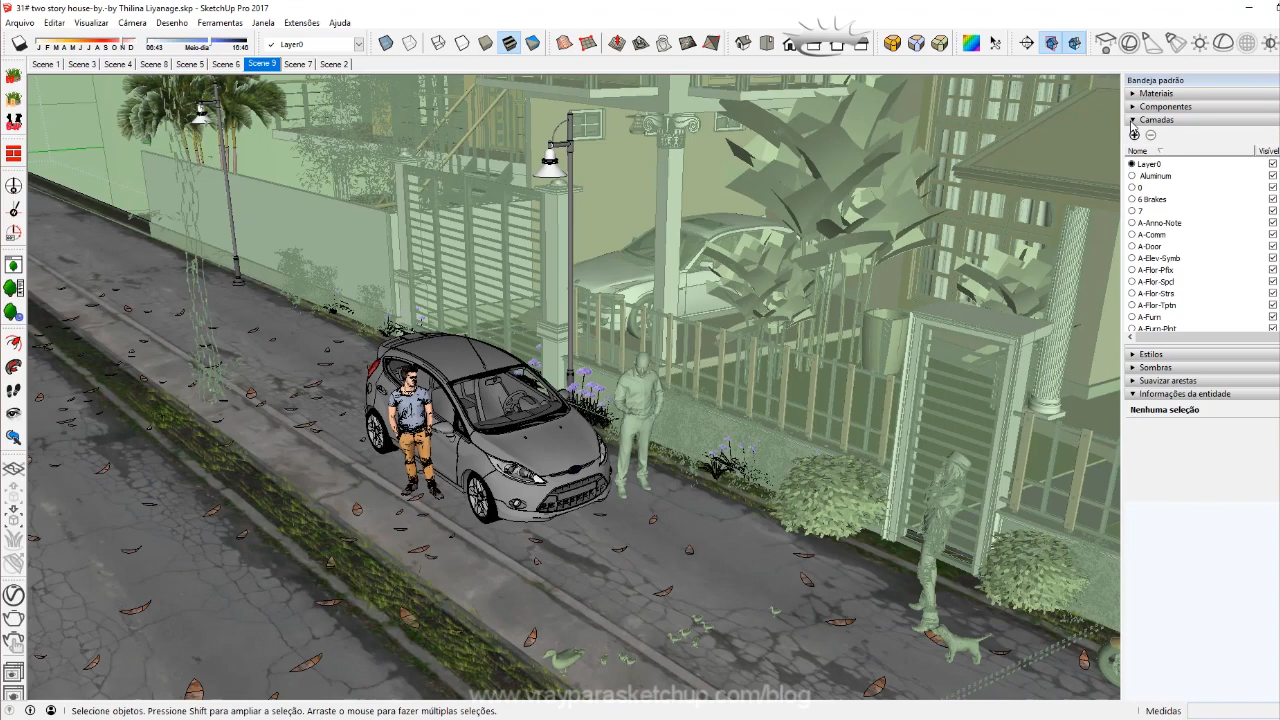 31# two story house-by.-by Thilina Liyanage.skp - SketchUp Pro 2017
Arquivo Editar Visualizar Câmera Desenho Ferramentas Janela Extensões Ajuda
J F M A M J J A S O N D 06:43 Meio-dia 16:46 Layer0
Scene 1 Scene 3 Scene 8 Scene 5 Scene 6 Scene 9 Scene 7 Scene 2
Bandeja padrão
Materiais
Componentes
Camadas
Nome Visível
Layer0
Aluminum
0
6 Brakes
7
A-Anno-Note
A-Comm
A-Door
A-Elev-Symb
A-Flor-Pfix
A-Flor-Spcl
A-Flor-Strs
A-Flor-Tptn
A-Furn
A-Furn-Plnt
Estilos
Sombras
Suavizar arestas
Informações da entidade
Nenhuma seleção
www.vrayparasketchup.com/blog
Selecione objetos. Pressione Shift para ampliar a seleção. Arraste o mouse para fazer múltiplas seleções. Medidas